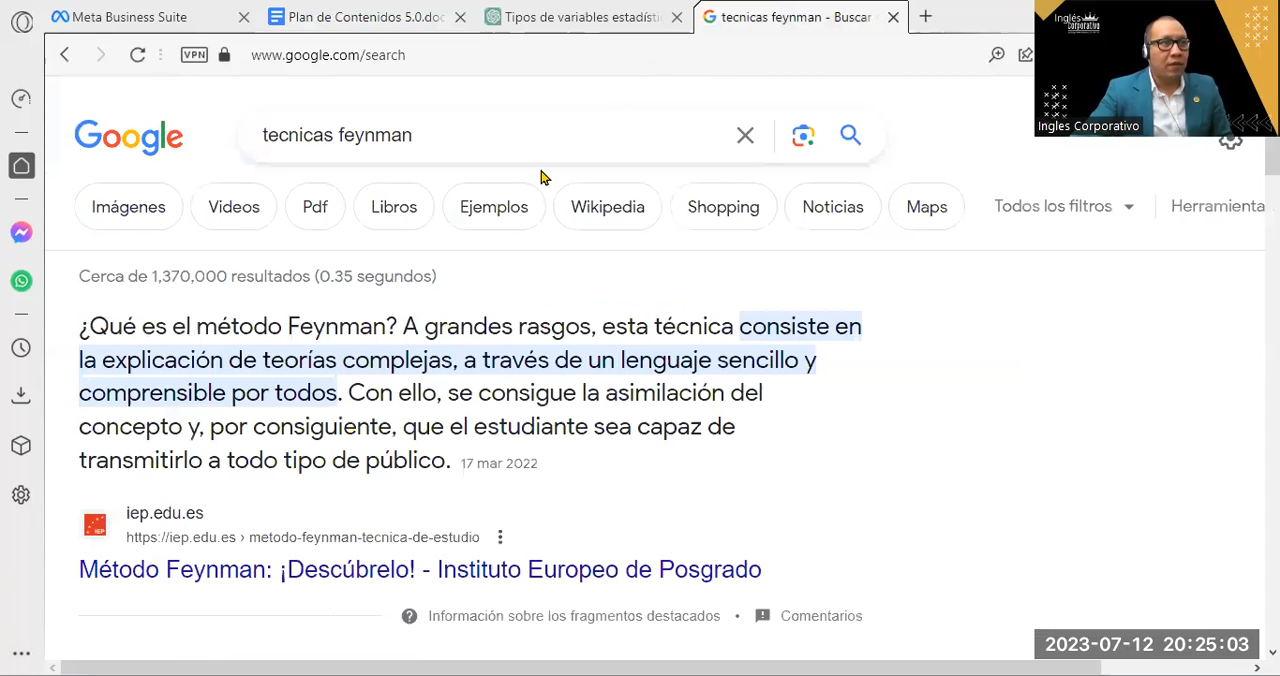 Meta Business Suite
Plan de Contenidos 5.0.doc
Tipos de variables estadísti
tecnicas feynman - Buscar
VPN
www.google.com/search
Inglés
Corporativo
Ingles Corporativo
Google
tecnicas feynman
Imágenes
Videos
Pdf
Libros
Ejemplos
Wikipedia
Shopping
Noticias
Maps
Todos los filtros
Herramienta
Cerca de 1,370,000 resultados (0.35 segundos)
¿Qué es el método Feynman? A grandes rasgos, esta técnica consiste en
la explicación de teorías complejas, a través de un lenguaje sencillo y
comprensible por todos. Con ello, se consigue la asimilación del
concepto y, por consiguiente, que el estudiante sea capaz de
transmitirlo a todo tipo de público. 17 mar 2022
IEP
iep.edu.es
https://iep.edu.es › metodo-feynman-tecnica-de-estudio
Método Feynman: ¡Descúbrelo! - Instituto Europeo de Posgrado
Información sobre los fragmentos destacados • Comentarios
2023-07-12 20:25:03